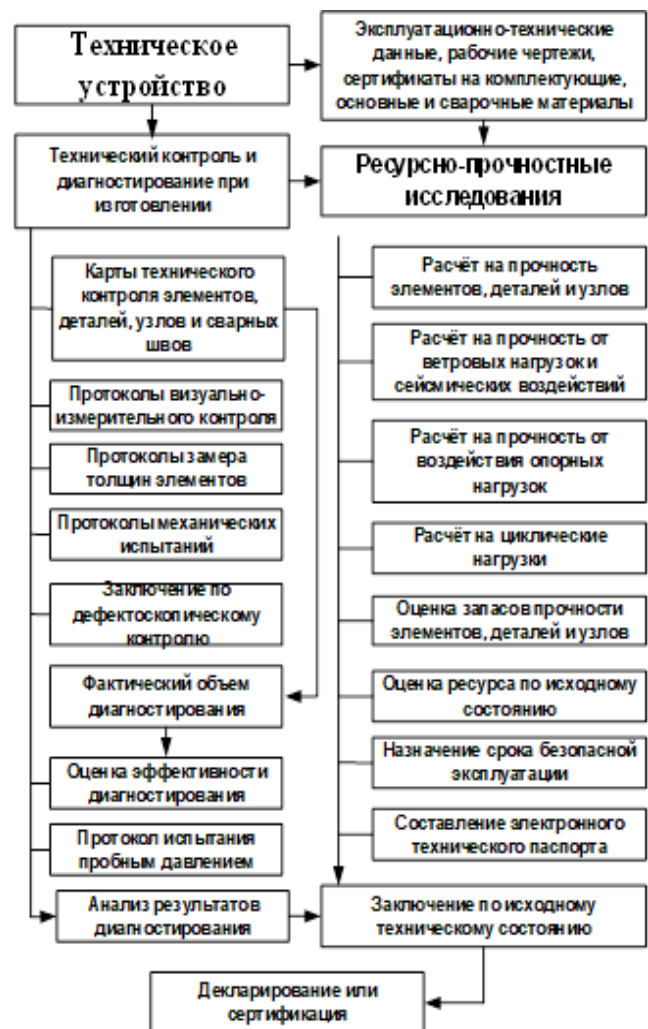 Техническое
устройство
Эксплуатационно-технические
данные, рабочие чертежи,
сертификаты на комплектующие,
основные и сварочные материалы
Технический контроль и
диагностирование при
изготовлении
Ресурсно-прочностные
исследования
Карты технического
контроля элементов,
деталей, узлов и сварных
швов
Протоколы визуально-
измерительного контроля
Протоколы замера
толщин элементов
Протоколы механических
испытаний
Заключение по
дефектоскопическому
контролю
Фактический объем
диагностирования
Оценка эффективности
диагностирования
Протокол испытания
пробным давлением
Анализ результатов
диагностирования
Расчёт на прочность
элементов, деталей и узлов
Расчёт на прочность от
ветровых нагрузок и
сейсмических воздействий
Расчёт на прочность от
воздействия опорных
нагрузок
Расчёт на циклические
нагрузки
Оценка запасов прочности
элементов, деталей и узлов
Оценка ресурса по исходному
состоянию
Назначение срока безопасной
эксплуатации
Составление электронного
технического паспорта
Заключение по исходному
техническому состоянию
Декларирование или
сертификация